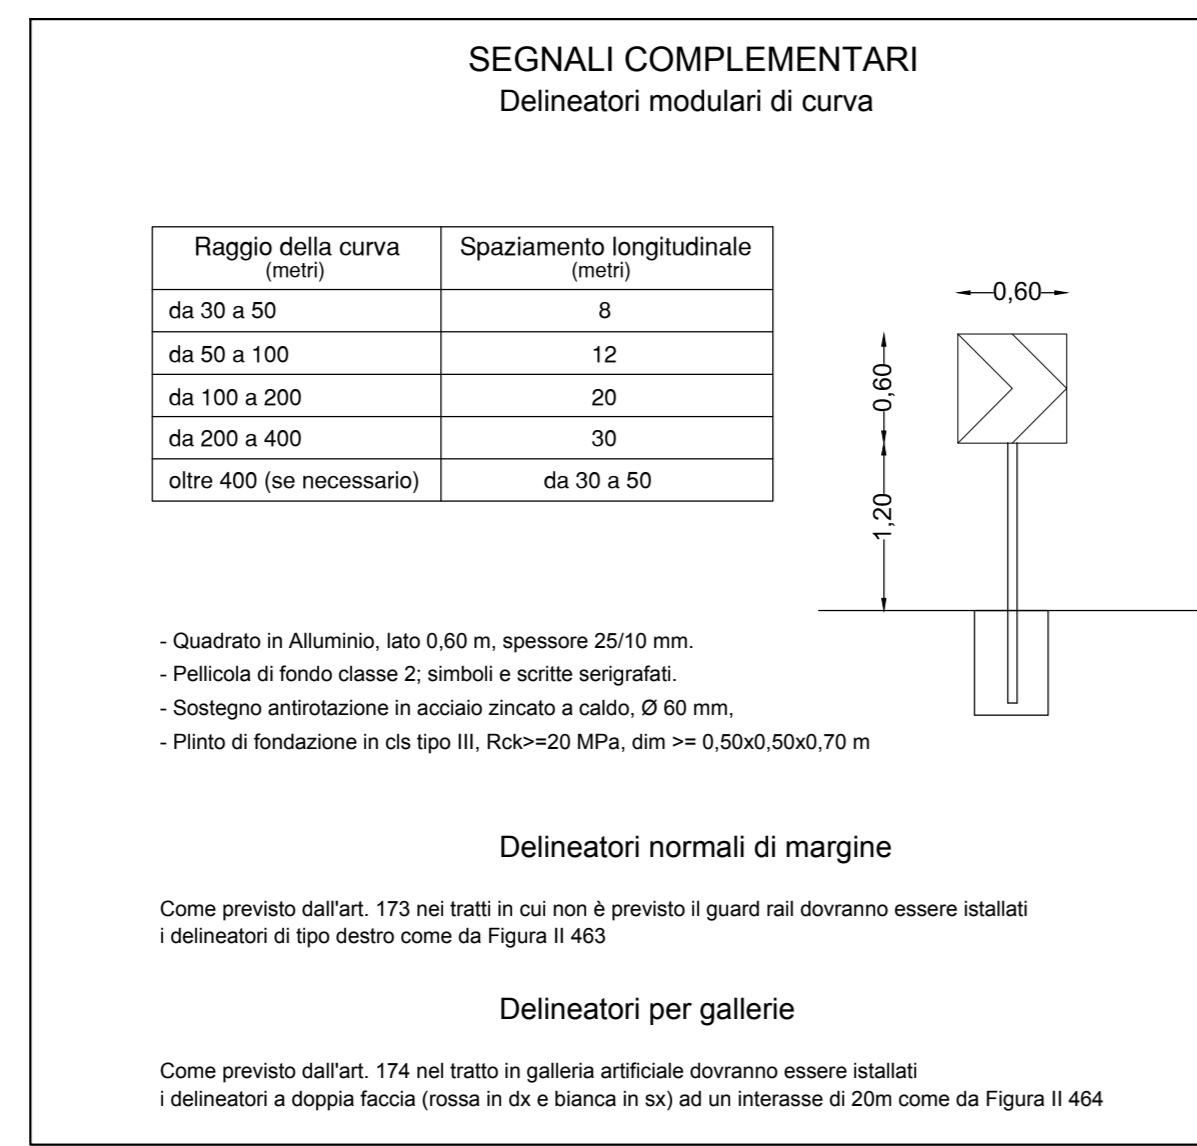 SEGNALI COMPLEMENTARI
Delineatori modulari di curva
Raggio della curva Spaziamento longitudinale
(metri) (metri)
da 30 a 50 8
da 50 a 100 12
da 100 a 200 20
da 200 a 400 30
oltre 400 (se necessario) da 30 a 50
0,60
0,60
1,20
- Quadrato in Alluminio, lato 0,60 m, spessore 25/10 mm.
- Pellicola di fondo classe 2; simboli e scritte serigrafati.
- Sostegno antirotazione in acciaio zincato a caldo, Ø 60 mm,
- Plinto di fondazione in cls tipo III, Rck>=20 MPa, dim >= 0,50x0,50x0,70 m
Delineatori normali di margine
Come previsto dall'art. 173 nei tratti in cui non è previsto il guard rail dovranno essere istallati
i delineatori di tipo destro come da Figura II 463
Delineatori per gallerie
Come previsto dall'art. 174 nel tratto in galleria artificiale dovranno essere istallati
i delineatori a doppia faccia (rossa in dx e bianca in sx) ad un interasse di 20m come da Figura II 464